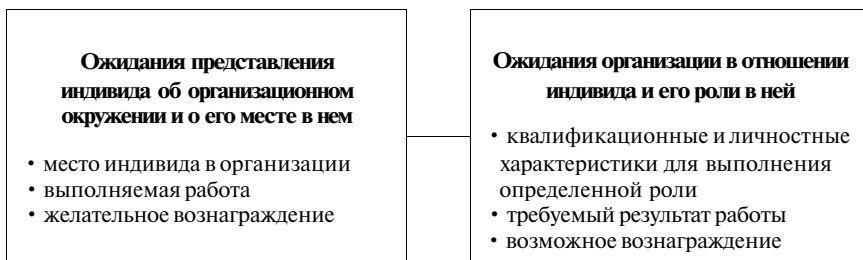 Ожидания представления
индивида об организационном
окружении и о его месте в нем
• место индивида в организации
• выполняемая работа
• желательное вознаграждение
Ожидания организации в отношении
индивида и его роли в ней
• квалификационные и личностные
характеристики для выполнения
определенной роли
• требуемый результат работы
• возможное вознаграждение